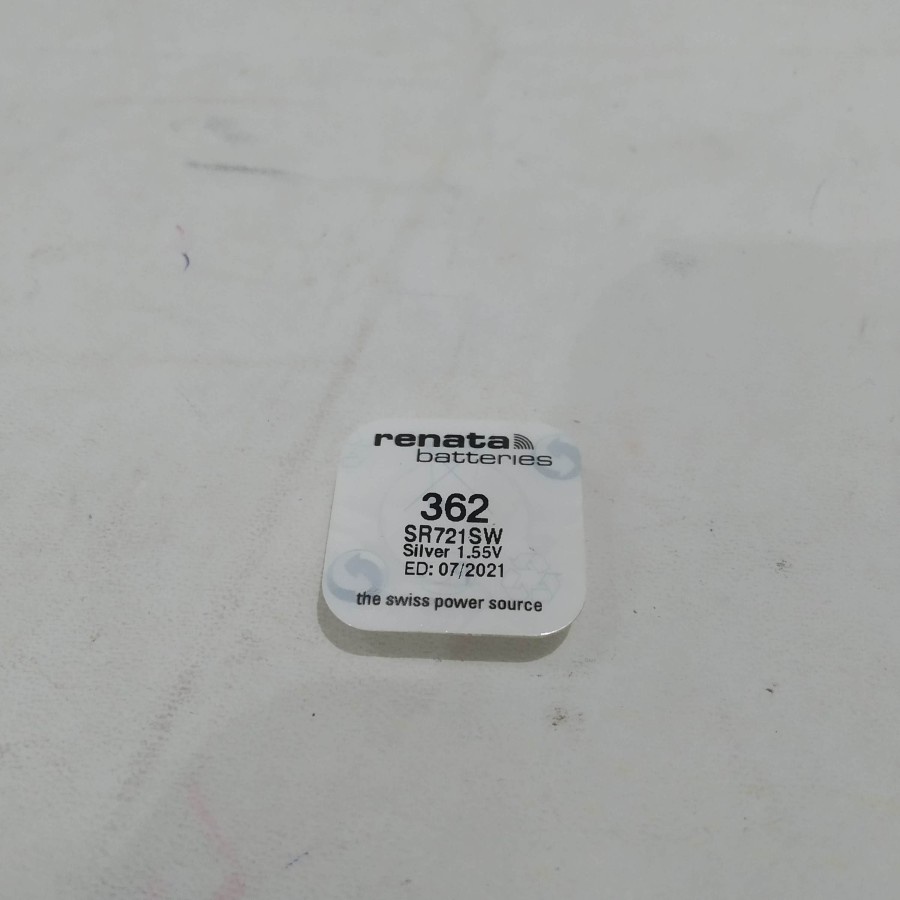 renata
batteries
362
SR721SW
Silver 1.55V
ED: 07/2021
the swiss power source